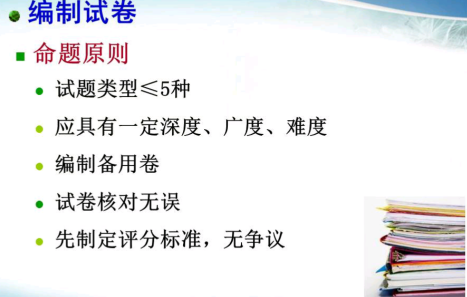 编制试卷
命题原则
试题类型≤5种
应具有一定深度、广度、难度
编制备用卷
试卷核对无误
先制定评分标准，无争议